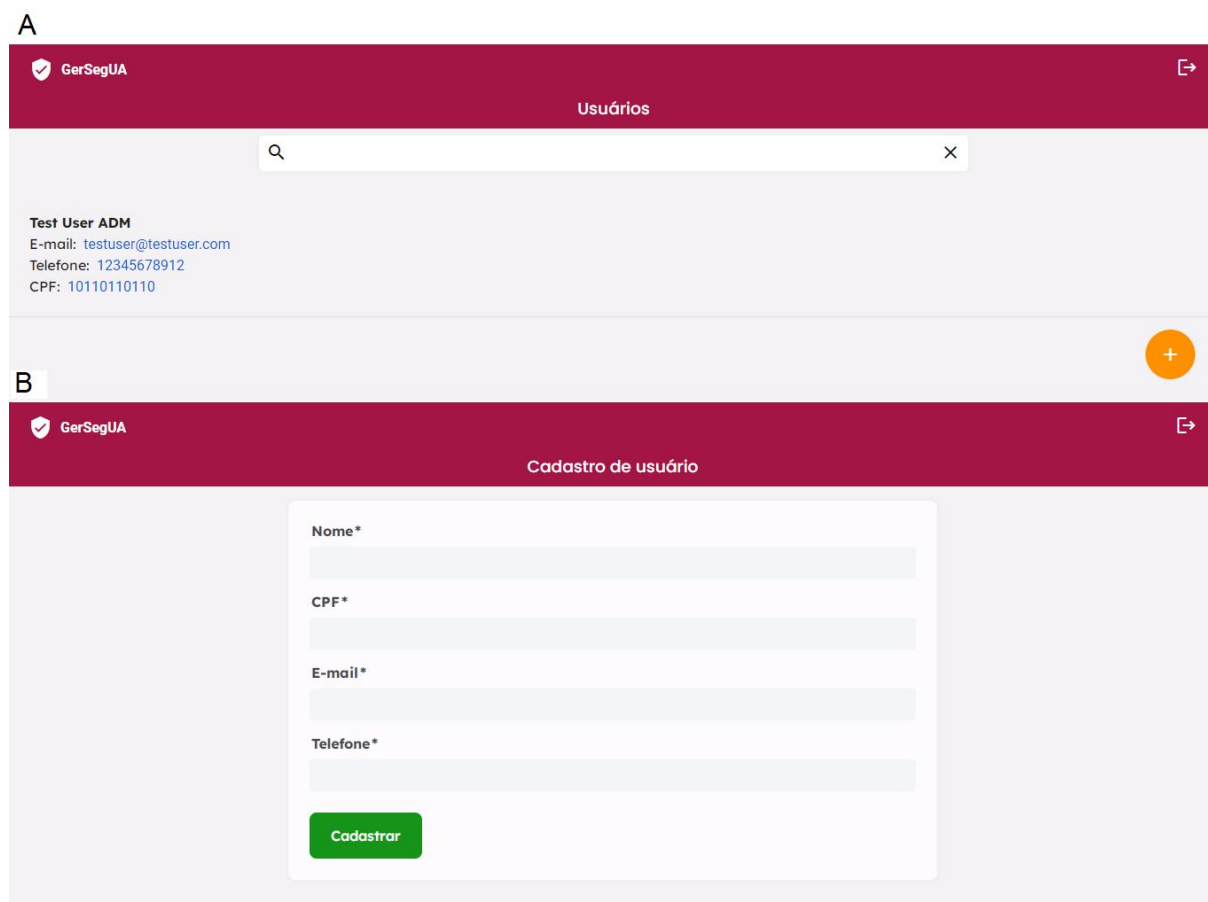 A
GerSegUA
Usuários
Test User ADM
E-mail: testuser@testuser.com
Telefone: 12345678912
CPF: 10110110110
+
B
GerSegUA
Cadastro de usuário
Nome*
CPF*
E-mail*
Telefone*
Cadastrar